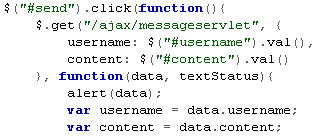 $("#send").click(function(){
$.get("/ajax/messageservlet", {
username: $("#username").val(),
content: $("#content").val()
}, function(data, textStatus){
alert(data);
var username = data.username;
var content = data.content;